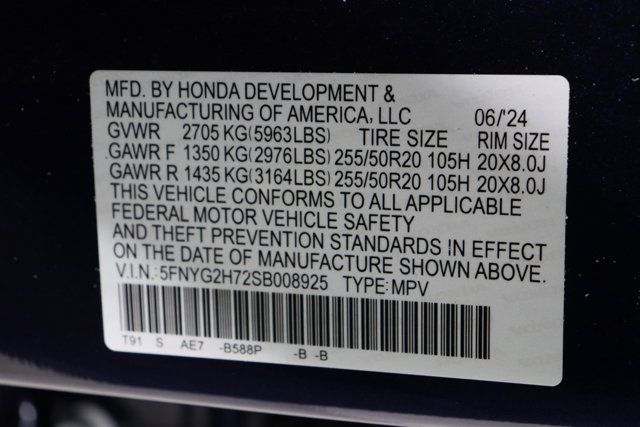 MFD. BY HONDA DEVELOPMENT &
MANUFACTURING OF AMERICA, LLC 06/'24
GVWR 2705 KG(5963LBS) TIRE SIZE RIM SIZE
GAWR F 1350 KG(2976LBS) 255/50R20 105H 20X8.0J
GAWR R 1435 KG(3164LBS) 255/50R20 105H 20X8.0J
THIS VEHICLE CONFORMS TO ALL APPLICABLE
FEDERAL MOTOR VEHICLE SAFETY
AND THEFT PREVENTION STANDARDS IN EFFECT
ON THE DATE OF MANUFACTURE SHOWN ABOVE.
V.I.N.:5FNYG2H72SB008925 TYPE:MPV
T91 S AE7 -B588P -B -B